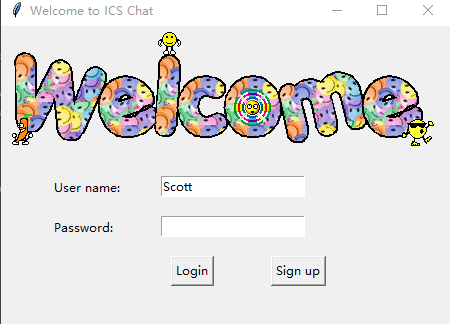 Welcome to ICS Chat
Welcome
User name:
Scott
Password:
Login
Sign up